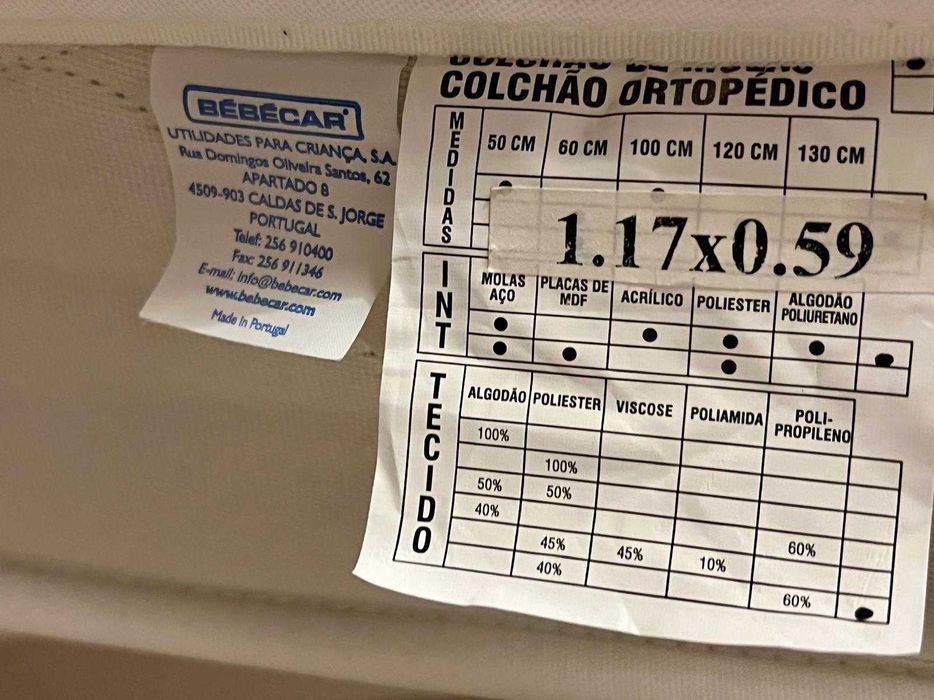 BÉBÉCAR
UTILIDADES PARA CRIANÇA, S.A.
Rua Domingos Oliveira Santos, 62
APARTADO 8
4509-903 CALDAS DE S. JORGE
PORTUGAL
Telef: 256 910400
Fax: 256 911346
E-mail: info@bebecar.com
www.bebecar.com
Made in Portugal
COLCHÃO DE MOLAS
COLCHÃO ORTOPÉDICO
MEDIDAS
50 CM 60 CM 100 CM 120 CM 130 CM
1.17x0.59
INT
MOLAS AÇO PLACAS DE MDF ACRÍLICO POLIESTER ALGODÃO POLIURETANO
TECIDO
ALGODÃO POLIESTER VISCOSE POLIAMIDA POLI-PROPILENO
100%
100%
50% 50%
40% 60%
45% 45% 10%
40% 60%